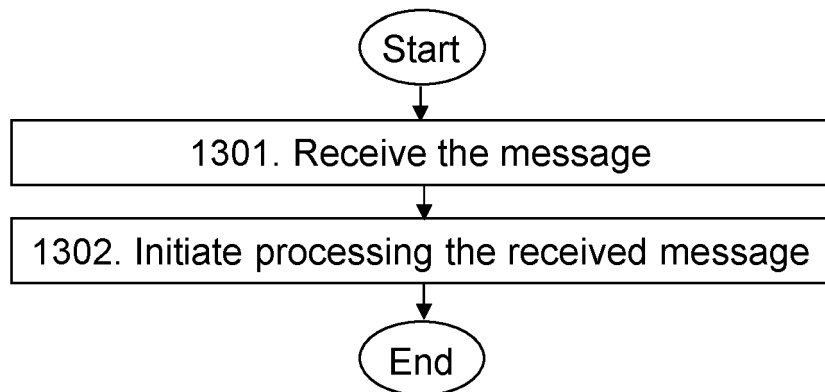 Start
1301. Receive the message
1302. Initiate processing the received message
End